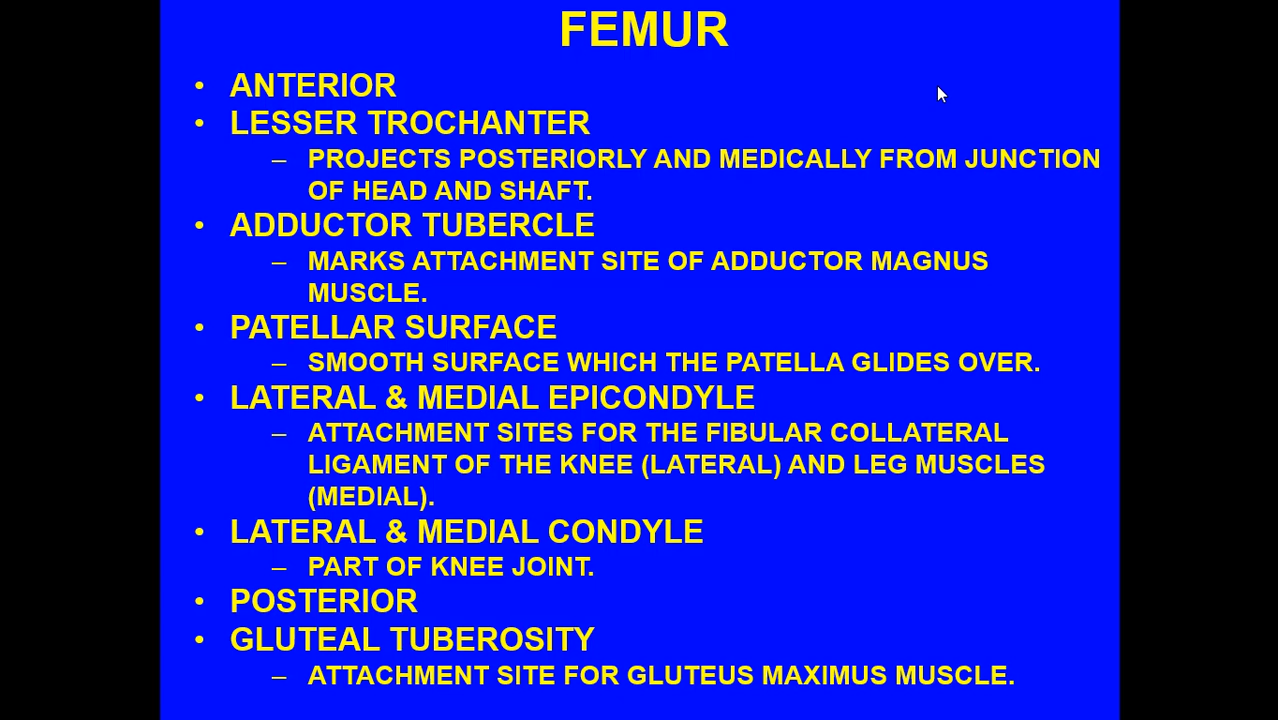 FEMUR
• ANTERIOR
• LESSER TROCHANTER
– PROJECTS POSTERIORLY AND MEDICALLY FROM JUNCTION
OF HEAD AND SHAFT.
• ADDUCTOR TUBERCLE
– MARKS ATTACHMENT SITE OF ADDUCTOR MAGNUS
MUSCLE.
• PATELLAR SURFACE
– SMOOTH SURFACE WHICH THE PATELLA GLIDES OVER.
• LATERAL & MEDIAL EPICONDYLE
– ATTACHMENT SITES FOR THE FIBULAR COLLATERAL
LIGAMENT OF THE KNEE (LATERAL) AND LEG MUSCLES
(MEDIAL).
• LATERAL & MEDIAL CONDYLE
– PART OF KNEE JOINT.
• POSTERIOR
• GLUTEAL TUBEROSITY
– ATTACHMENT SITE FOR GLUTEUS MAXIMUS MUSCLE.